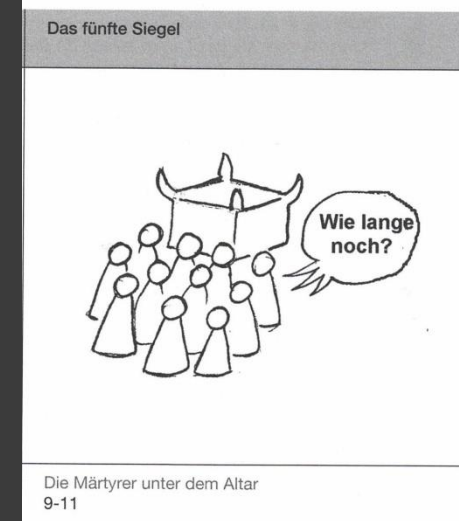 Das fünfte Siegel
Wie lange
noch?
Die Märtyrer unter dem Altar
9-11